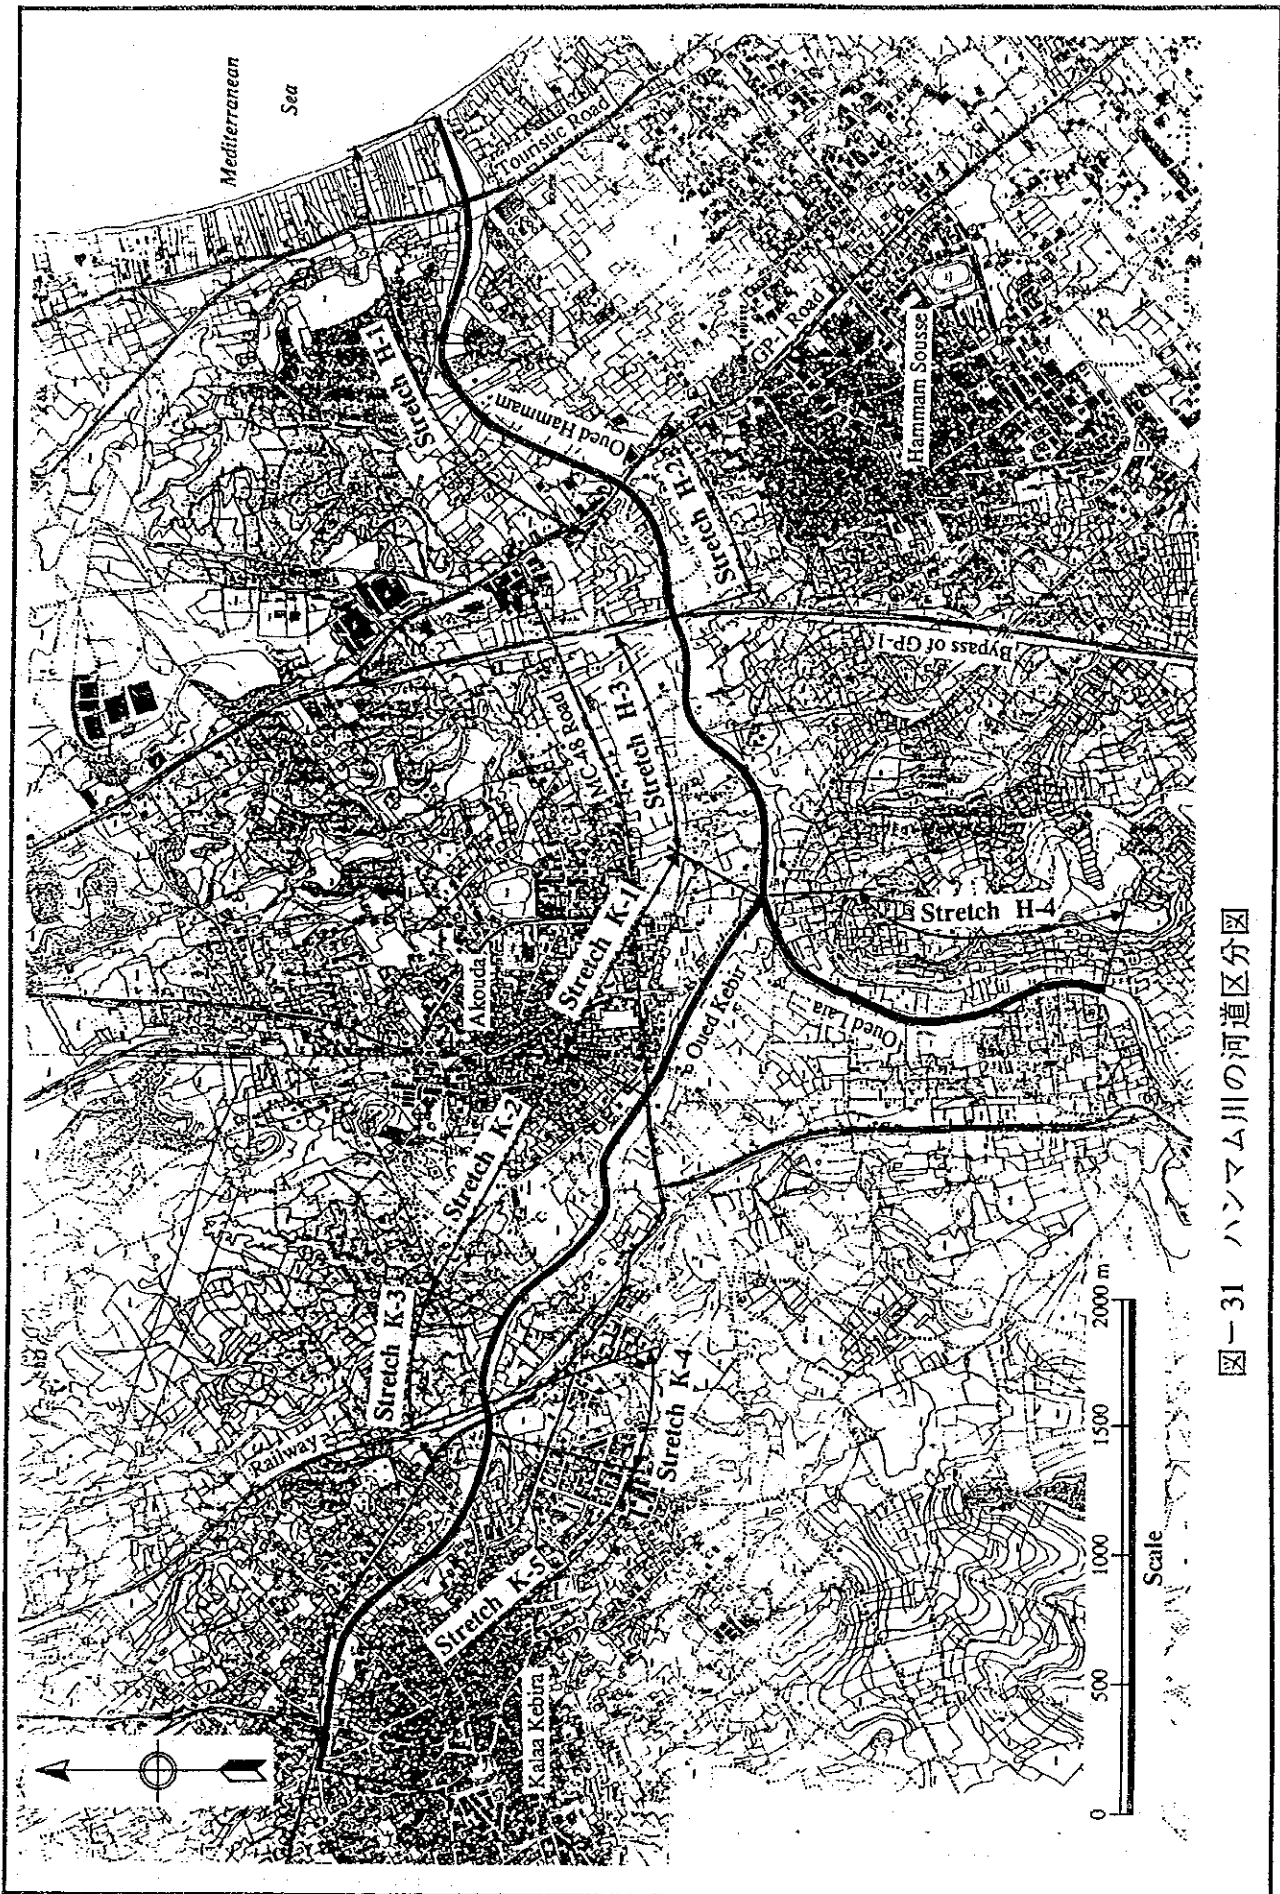 Mediterranean
Sea
Touristic Road
Stretch H-1
Oued Hammam
GP-1 Road
Hammam Sousse
Stretch H-2
Bypass of GP-1
MC48 Road
Stretch H-3
Stretch K-1
Akouda
Stretch H-4
Oued Kebir
Oued Laia
Stretch K-2
Stretch K-3
Railway
Stretch K-4
Stretch K-5
Kalaa Kebira
0
500
1000
1500
2000 m
Scale
図－31 ハンマム川の河道区分図